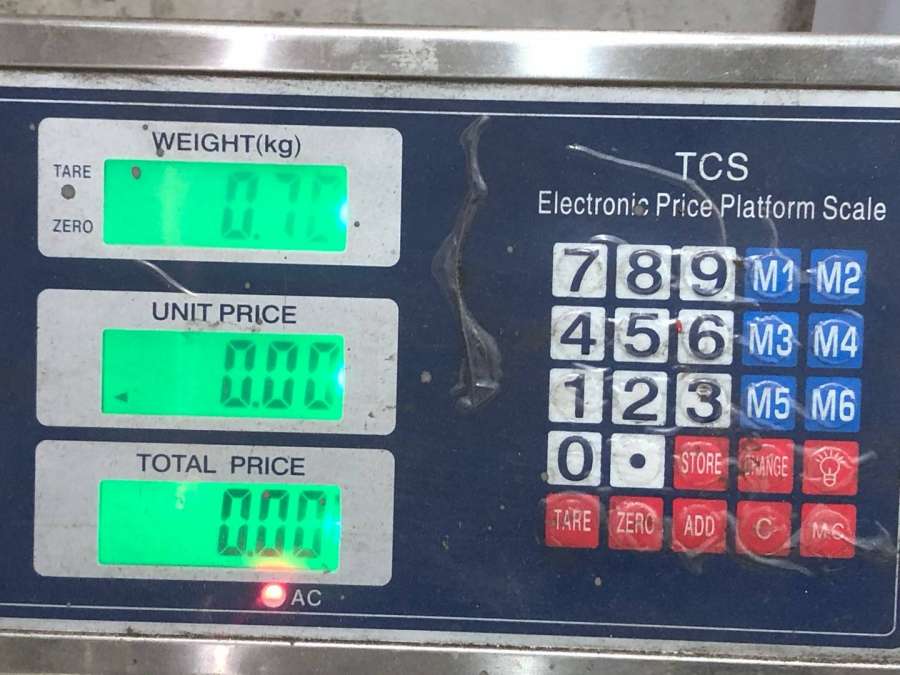 WEIGHT(kg)
TARE
ZERO
0.70
UNIT PRICE
0.00
TOTAL PRICE
0.00
AC
TCS
Electronic Price Platform Scale
7 8 9 M1 M2
4 5 6 M3 M4
1 2 3 M5 M6
0 . STORE CHANGE
TARE ZERO ADD C M·C